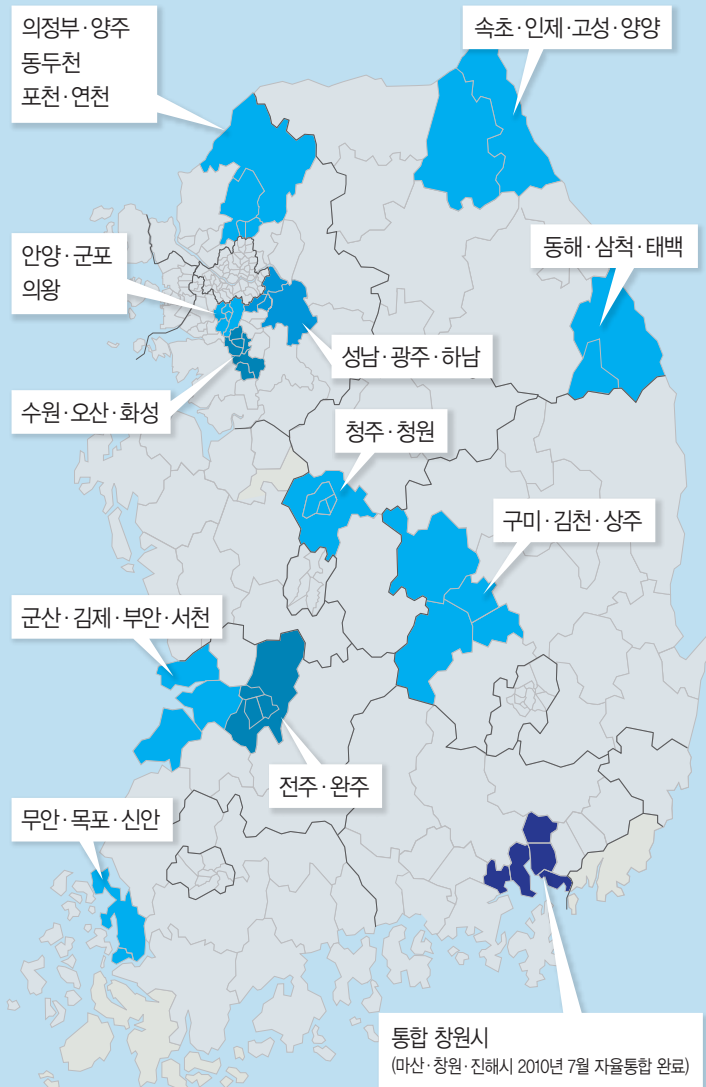 의정부·양주
동두천
포천·연천
속초·인제·고성·양양
동해·삼척·태백
안양·군포
의왕
성남·광주·하남
수원·오산·화성
청주·청원
구미·김천·상주
군산·김제·부안·서천
전주·완주
무안·목포·신안
통합 창원시
(마산·창원·진해시 2010년 7월 자율통합 완료)